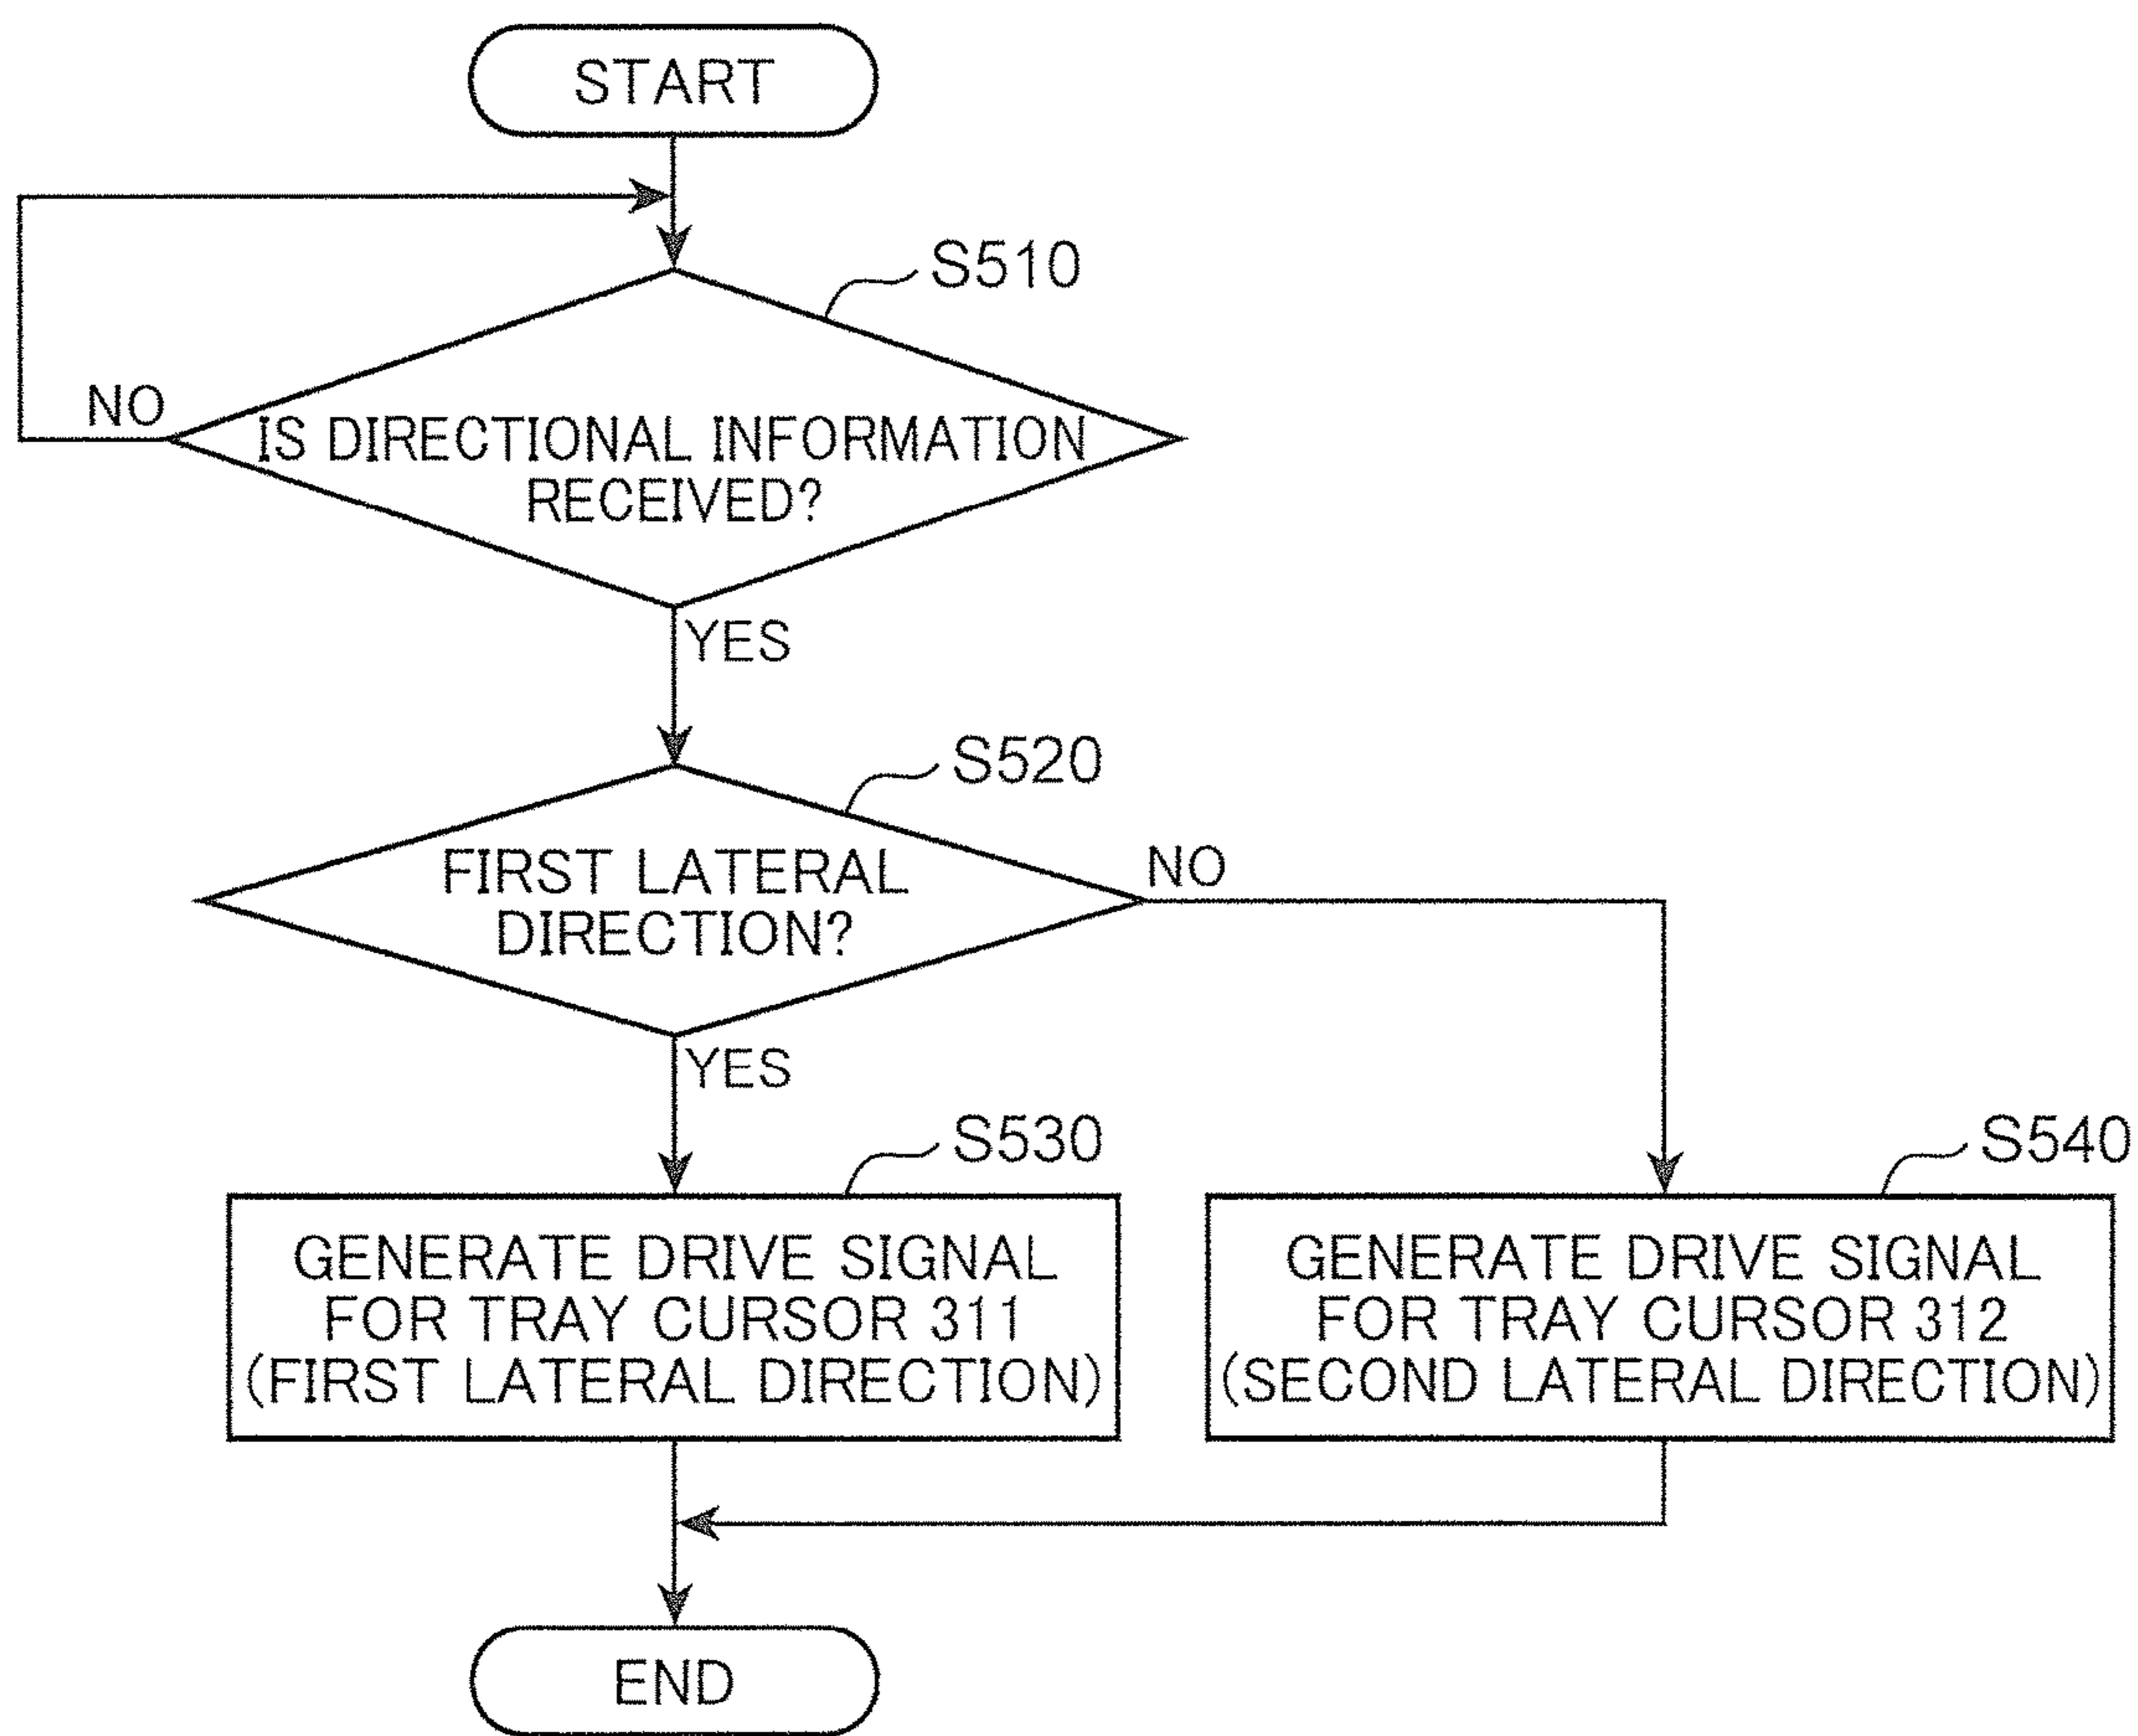 START
S510
NO
IS DIRECTIONAL INFORMATION
RECEIVED?
YES
S520
FIRST LATERAL
DIRECTION?
NO
YES
S530
S540
GENERATE DRIVE SIGNAL
FOR TRAY CURSOR 311
(FIRST LATERAL DIRECTION)
GENERATE DRIVE SIGNAL
FOR TRAY CURSOR 312
(SECOND LATERAL DIRECTION)
END